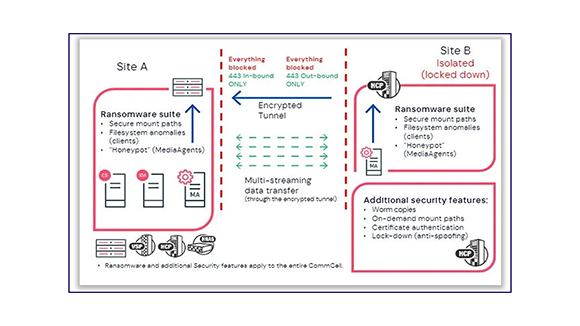 Site A
Everything
blocked
443 In-bound
ONLY
Everything
blocked
443 Out-bound
ONLY
Site B
Isolated
(locked down)
Encrypted
Tunnel
Ransomware suite
• Secure mount paths
• Filesystem anomalies
(clients)
• "Honeypot" (MediaAgents)
CS
MA
Multi-streaming
data transfer
(through the encrypted tunnel)
HCP
Ransomware suite
• Secure mount paths
• Filesystem anomalies
(clients)
• "Honeypot" (MediaAgents)
MA
Additional security features:
• Worm copies
• On-demand mount paths
• Certificate authentication
• Lock-down (anti-spoofing)
HCP
HCP
• Ransomware and additional Security features apply to the entire CommCell.